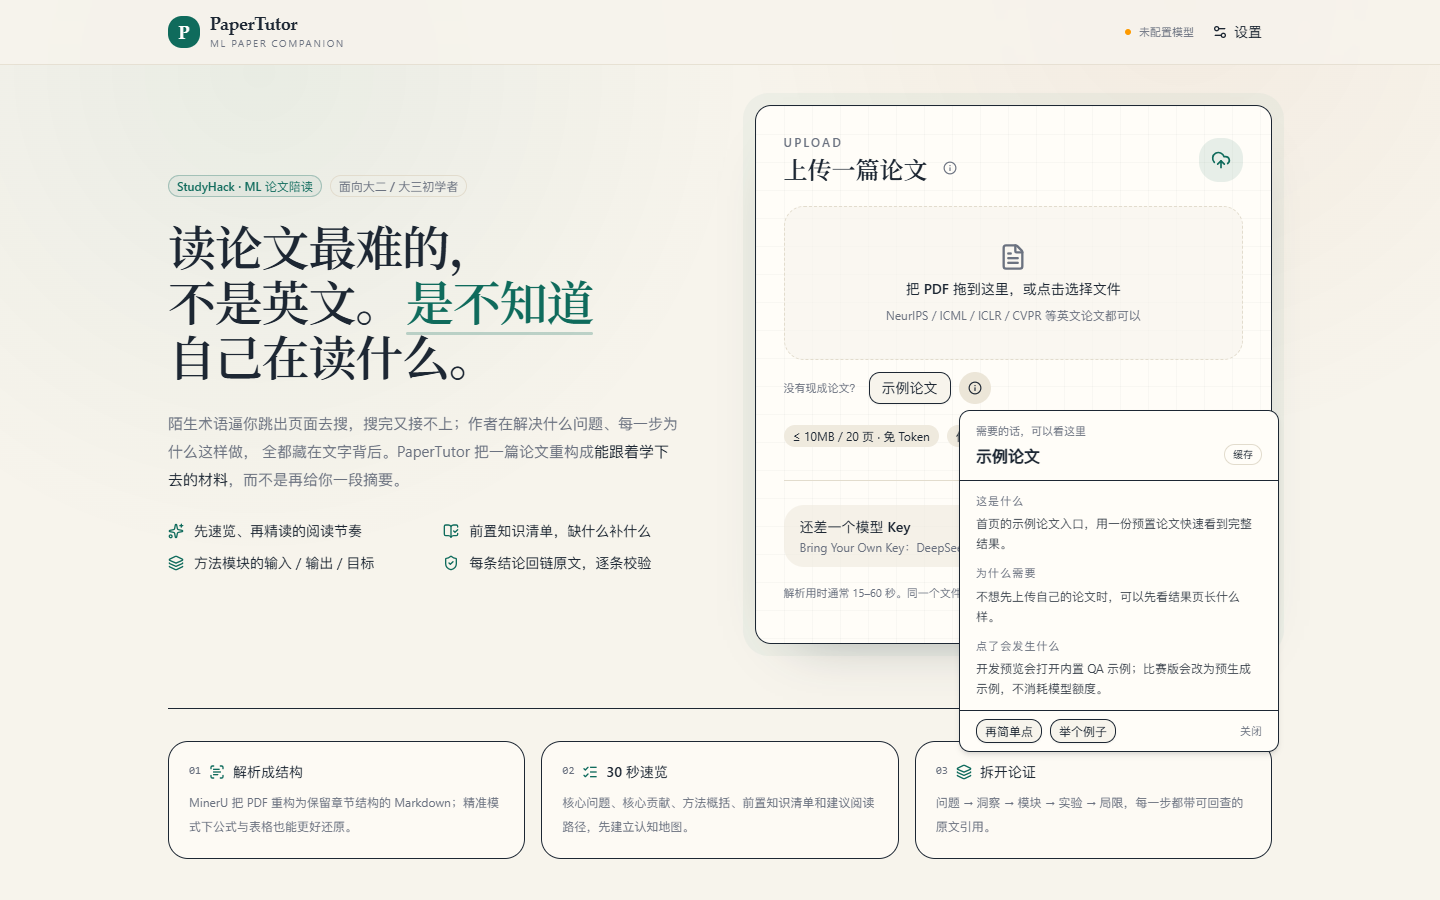 P
PaperTutor
ML PAPER COMPANION
未配置模型
设置
StudyHack · ML 论文陪读
面向大二 / 大三初学者
读论文最难的,
不是英文。是不知道
自己在读什么。
陌生术语逼你跳出页面去搜，搜完又接不上；作者在解决什么问题、每一步为
什么这样做， 全都藏在文字背后。PaperTutor 把一篇论文重构成能跟着学下
去的材料，而不是再给你一段摘要。
先速览、再精读的阅读节奏
前置知识清单，缺什么补什么
方法模块的输入 / 输出 / 目标
每条结论回链原文，逐条校验
UPLOAD
上传一篇论文
把 PDF 拖到这里，或点击选择文件
NeurIPS / ICML / ICLR / CVPR 等英文论文都可以
没有现成论文？
示例论文
≤ 10MB / 20 页 · 免 Token
还差一个模型 Key
Bring Your Own Key：DeepSee
解析用时通常 15–60 秒。同一个文件
需要的话，可以看这里
示例论文
缓存
这是什么
首页的示例论文入口，用一份预置论文快速看到完整
结果。
为什么需要
不想先上传自己的论文时，可以先看结果页长什么
样。
点了会发生什么
开发预览会打开内置 QA 示例；比赛版会改为预生成
示例，不消耗模型额度。
再简单点
举个例子
关闭
01 解析成结构
MinerU 把 PDF 重构为保留章节结构的 Markdown；精准模
式下公式与表格也能更好还原。
02 30 秒速览
核心问题、核心贡献、方法概括、前置知识清单和建议阅读
路径，先建立认知地图。
03 拆开论证
问题 → 洞察 → 模块 → 实验 → 局限，每一步都带可回查的
原文引用。